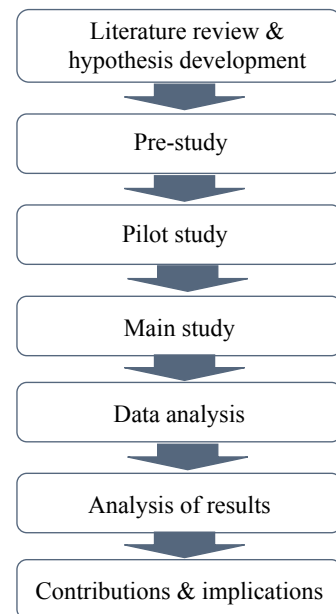 Literature review &
hypothesis development
Pre-study
Pilot study
Main study
Data analysis
Analysis of results
Contributions & implications